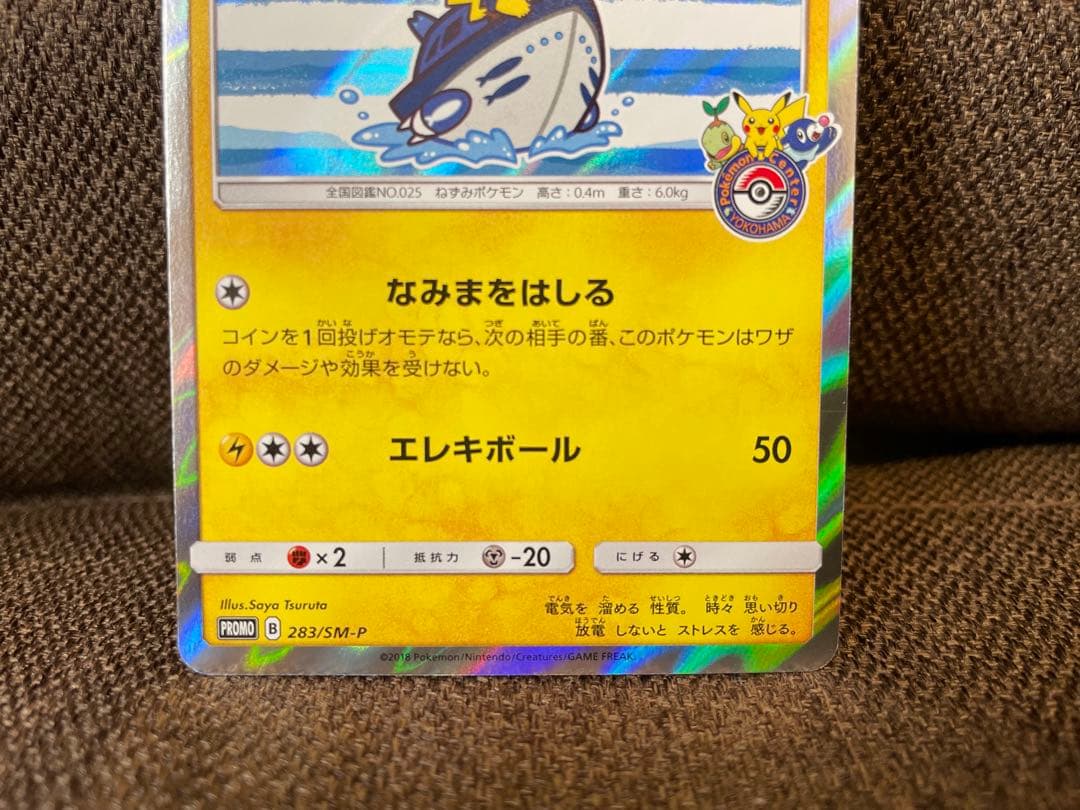 全国図鑑NO.025 ねずみポケモン 高さ:0.4m 重さ:6.0kg
Pokémon Center
YOKOHAMA
なみまをはしる
コインを1回投げオモテなら、次の相手の番、このポケモンはワザ
のダメージや効果を受けない。
エレキボール 50
弱点 ×2 抵抗力 -20 にげる
Illus.Saya Tsuruta
電気を 溜める 性質。 時々 思い切り
放電 しないと ストレスを 感じる。
PROMO B 283/SM-P
©2018 Pokémon/Nintendo/Creatures/GAME FREAK.